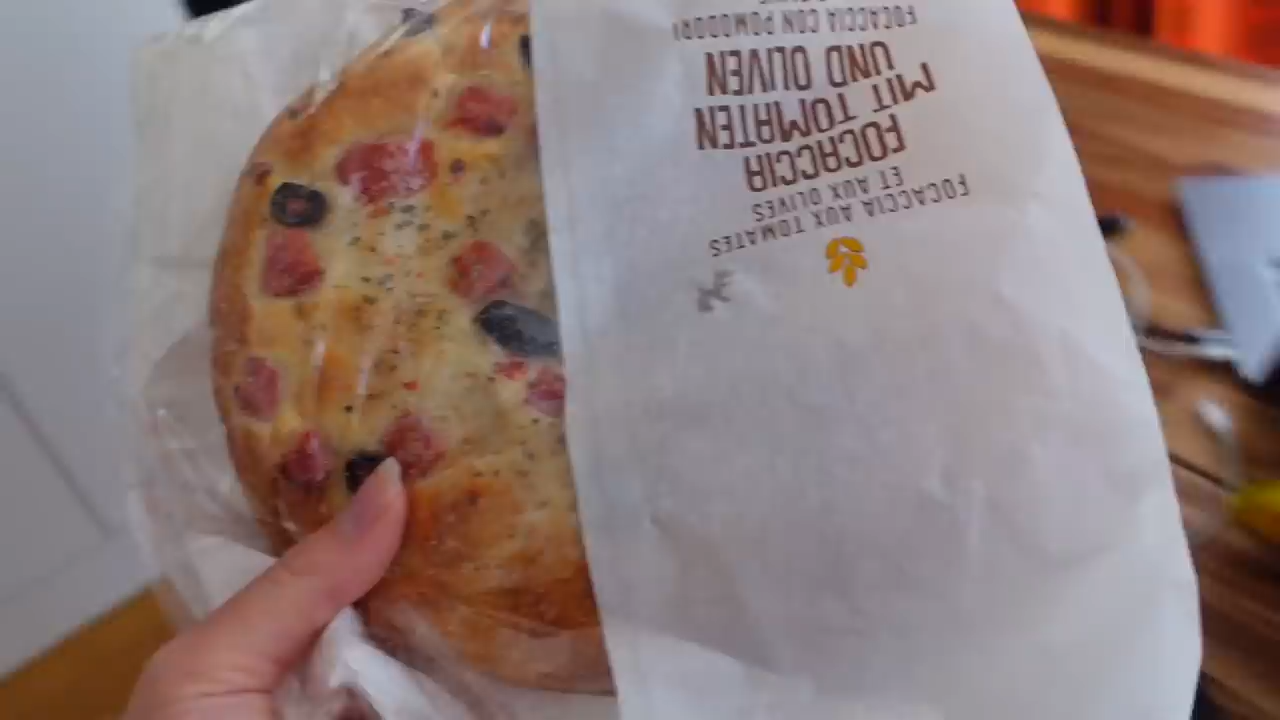 FOCACCIA AUX TOMATES
ET AUX OLIVES
FOCACCIA
MIT TOMATEN
UND OLIVEN
FOCACCIA CON POMODORI